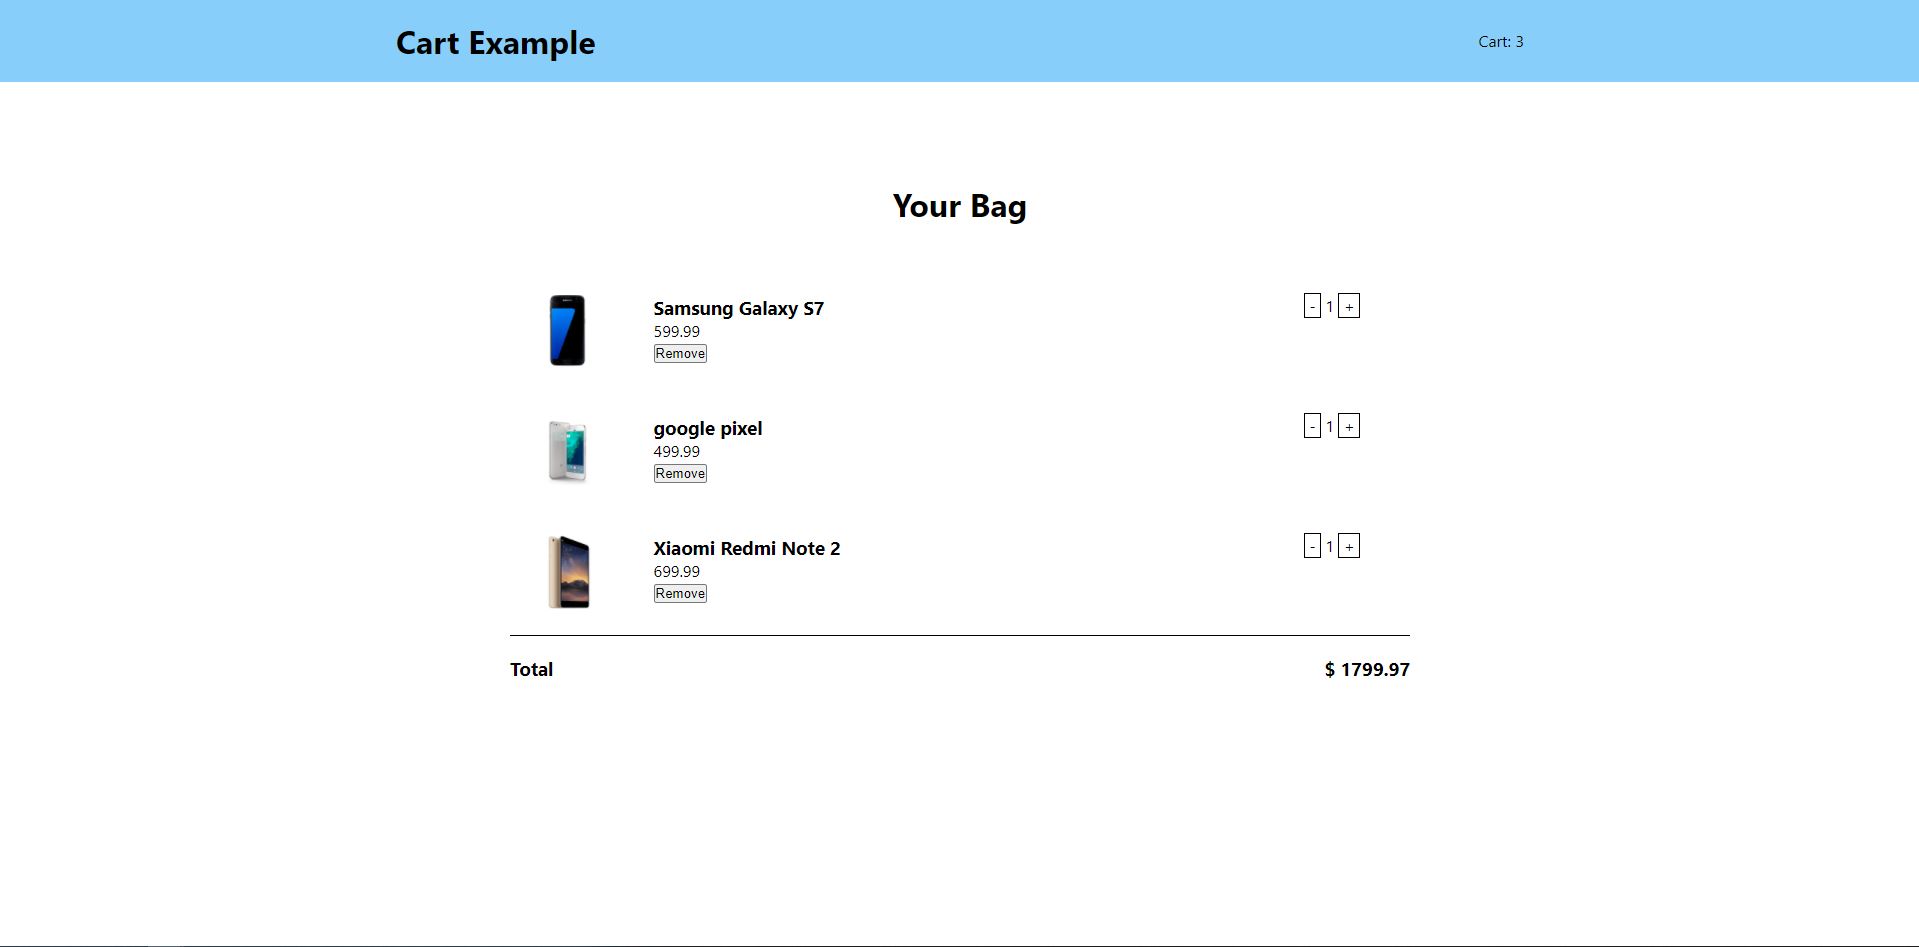 Cart Example
Cart: 3
Your Bag
Samsung Galaxy S7
- 1 +
599.99
Remove
google pixel
- 1 +
499.99
Remove
Xiaomi Redmi Note 2
- 1 +
699.99
Remove
Total
$ 1799.97